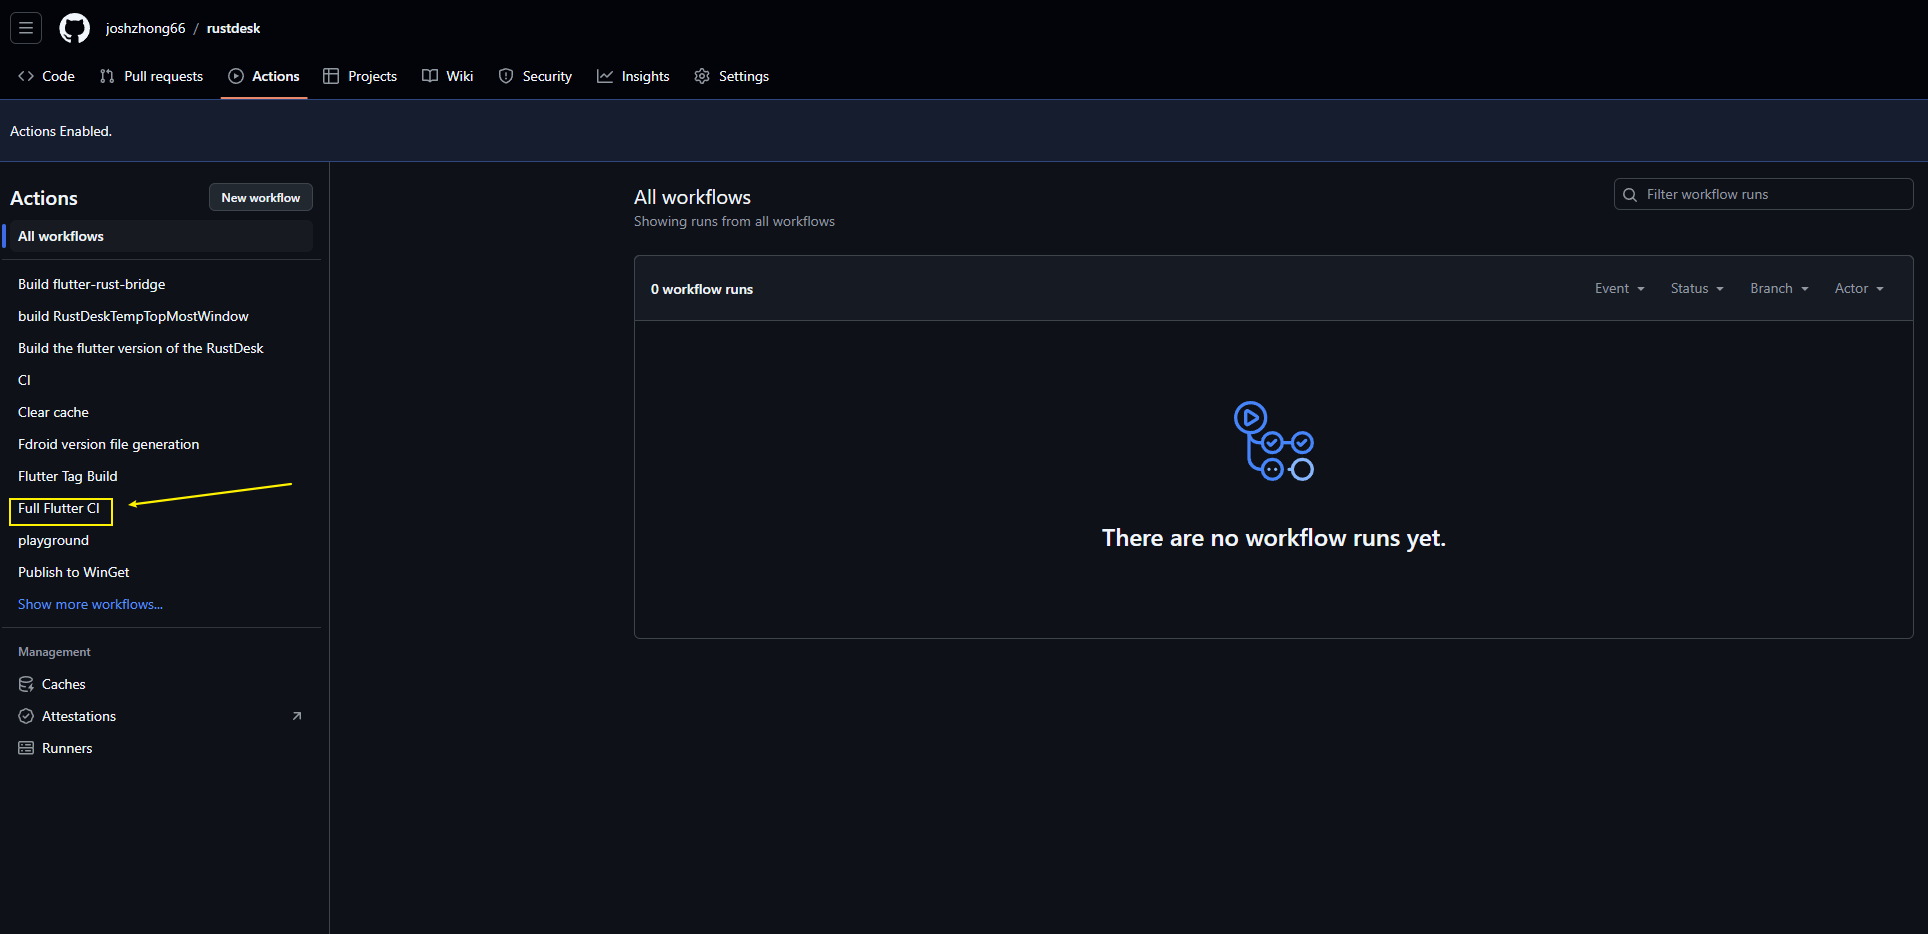 joshzhong66 / rustdesk
Code Pull requests Actions Projects Wiki Security Insights Settings
Actions Enabled.
Actions
New workflow
All workflows
Build flutter-rust-bridge
build RustDeskTempTopMostWindow
Build the flutter version of the RustDesk
CI
Clear cache
Fdroid version file generation
Flutter Tag Build
Full Flutter CI
playground
Publish to WinGet
Show more workflows...
Management
Caches
Attestations
Runners
All workflows
Showing runs from all workflows
Filter workflow runs
0 workflow runs
Event Status Branch Actor
There are no workflow runs yet.